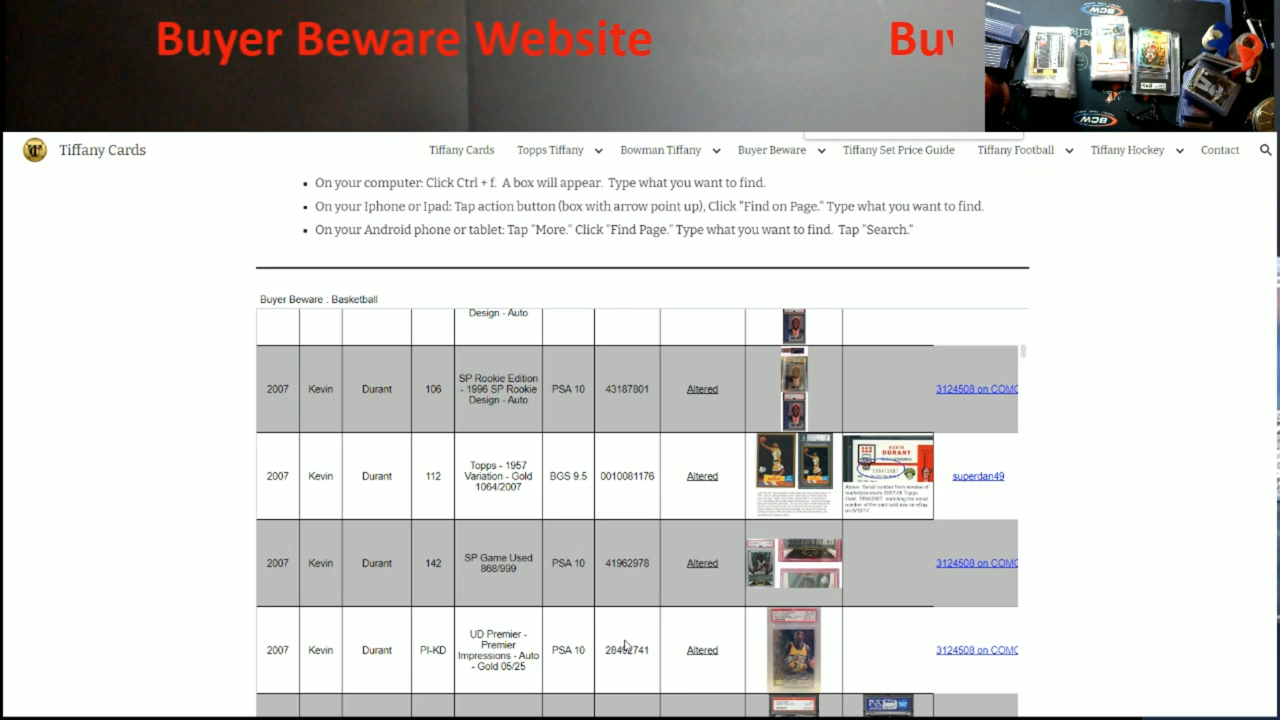 Buyer Beware Website
Buy
BCW
BCW
Tiffany Cards
Tiffany Cards
Topps Tiffany
Bowman Tiffany
Buyer Beware
Tiffany Set Price Guide
Tiffany Football
Tiffany Hockey
Contact
On your computer: Click Ctrl + f. A box will appear. Type what you want to find.
On your Iphone or Ipad: Tap action button (box with arrow point up), Click "Find on Page." Type what you want to find.
On your Android phone or tablet: Tap "More." Click "Find Page." Type what you want to find. Tap "Search."
Buyer Beware : Basketball
Design - Auto
2007 Kevin Durant 106 SP Rookie Edition - 1996 SP Rookie Design - Auto PSA 10 43187801 Altered 3124508 on COMC
2007 Kevin Durant 112 Topps - 1957 Variation - Gold 1064/2007 BGS 9.5 0010081176 Altered superdan49
112
KEVIN
DURANT
2007 Kevin Durant 142 SP Game Used 868/999 PSA 10 41962978 Altered 3124508 on COMC
2007 Kevin Durant PI-KD UD Premier - Premier Impressions - Auto - Gold 05/25 PSA 10 28492741 Altered 3124508 on COMC